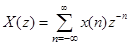 X(z) = ∑_{n=-∞}^{∞} x(n)z^{-n}